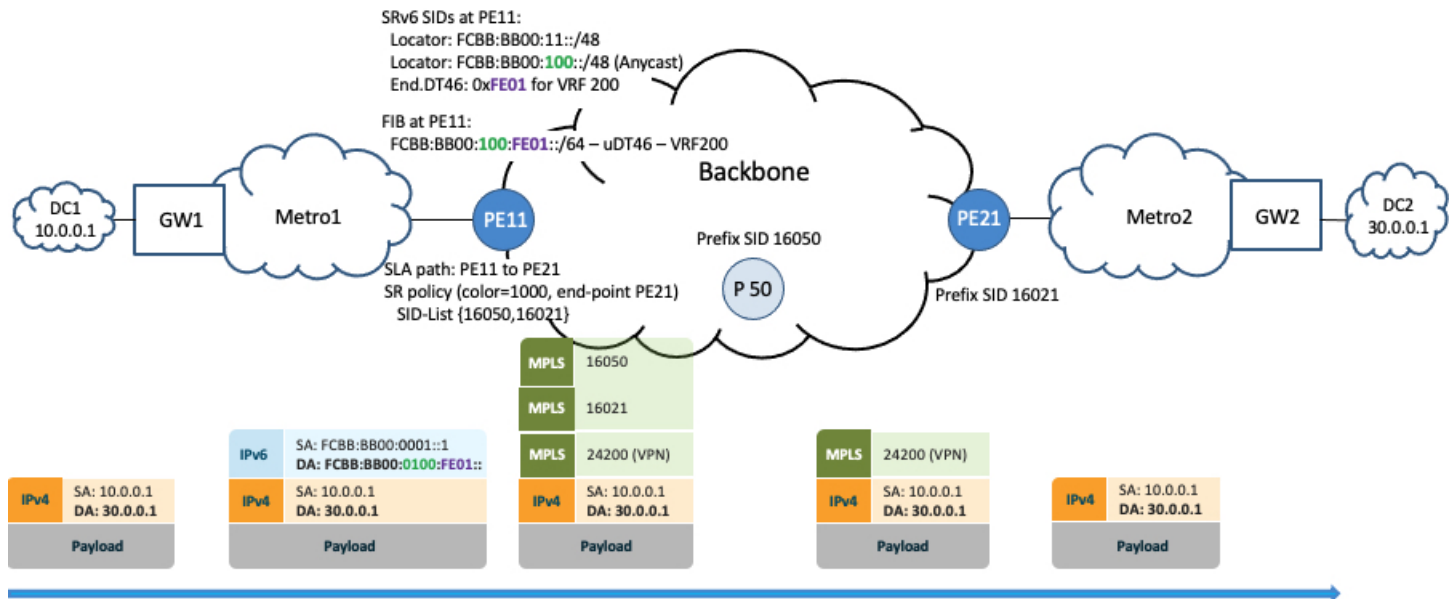 SRv6 SIDs at PE11:
Locator: FCBB:BB00:11::/48
Locator: FCBB:BB00:100::/48 (Anycast)
End.DT46: 0xFE01 for VRF 200
FIB at PE11:
FCBB:BB00:100:FE01::/64 – uDT46 – VRF200
Backbone
DC1
10.0.0.1
GW1
Metro1
PE11
PE21
Metro2
GW2
DC2
30.0.0.1
Prefix SID 16050
P 50
SLA path: PE11 to PE21
SR policy (color=1000, end-point PE21)
SID-List {16050,16021}
Prefix SID 16021
IPv4
SA: 10.0.0.1
DA: 30.0.0.1
Payload
IPv6
SA: FCBB:BB00:0001::1
DA: FCBB:BB00:0100:FE01::
IPv4
SA: 10.0.0.1
DA: 30.0.0.1
Payload
MPLS 16050
MPLS 16021
MPLS 24200 (VPN)
IPv4
SA: 10.0.0.1
DA: 30.0.0.1
Payload
MPLS 24200 (VPN)
IPv4
SA: 10.0.0.1
DA: 30.0.0.1
Payload
IPv4
SA: 10.0.0.1
DA: 30.0.0.1
Payload